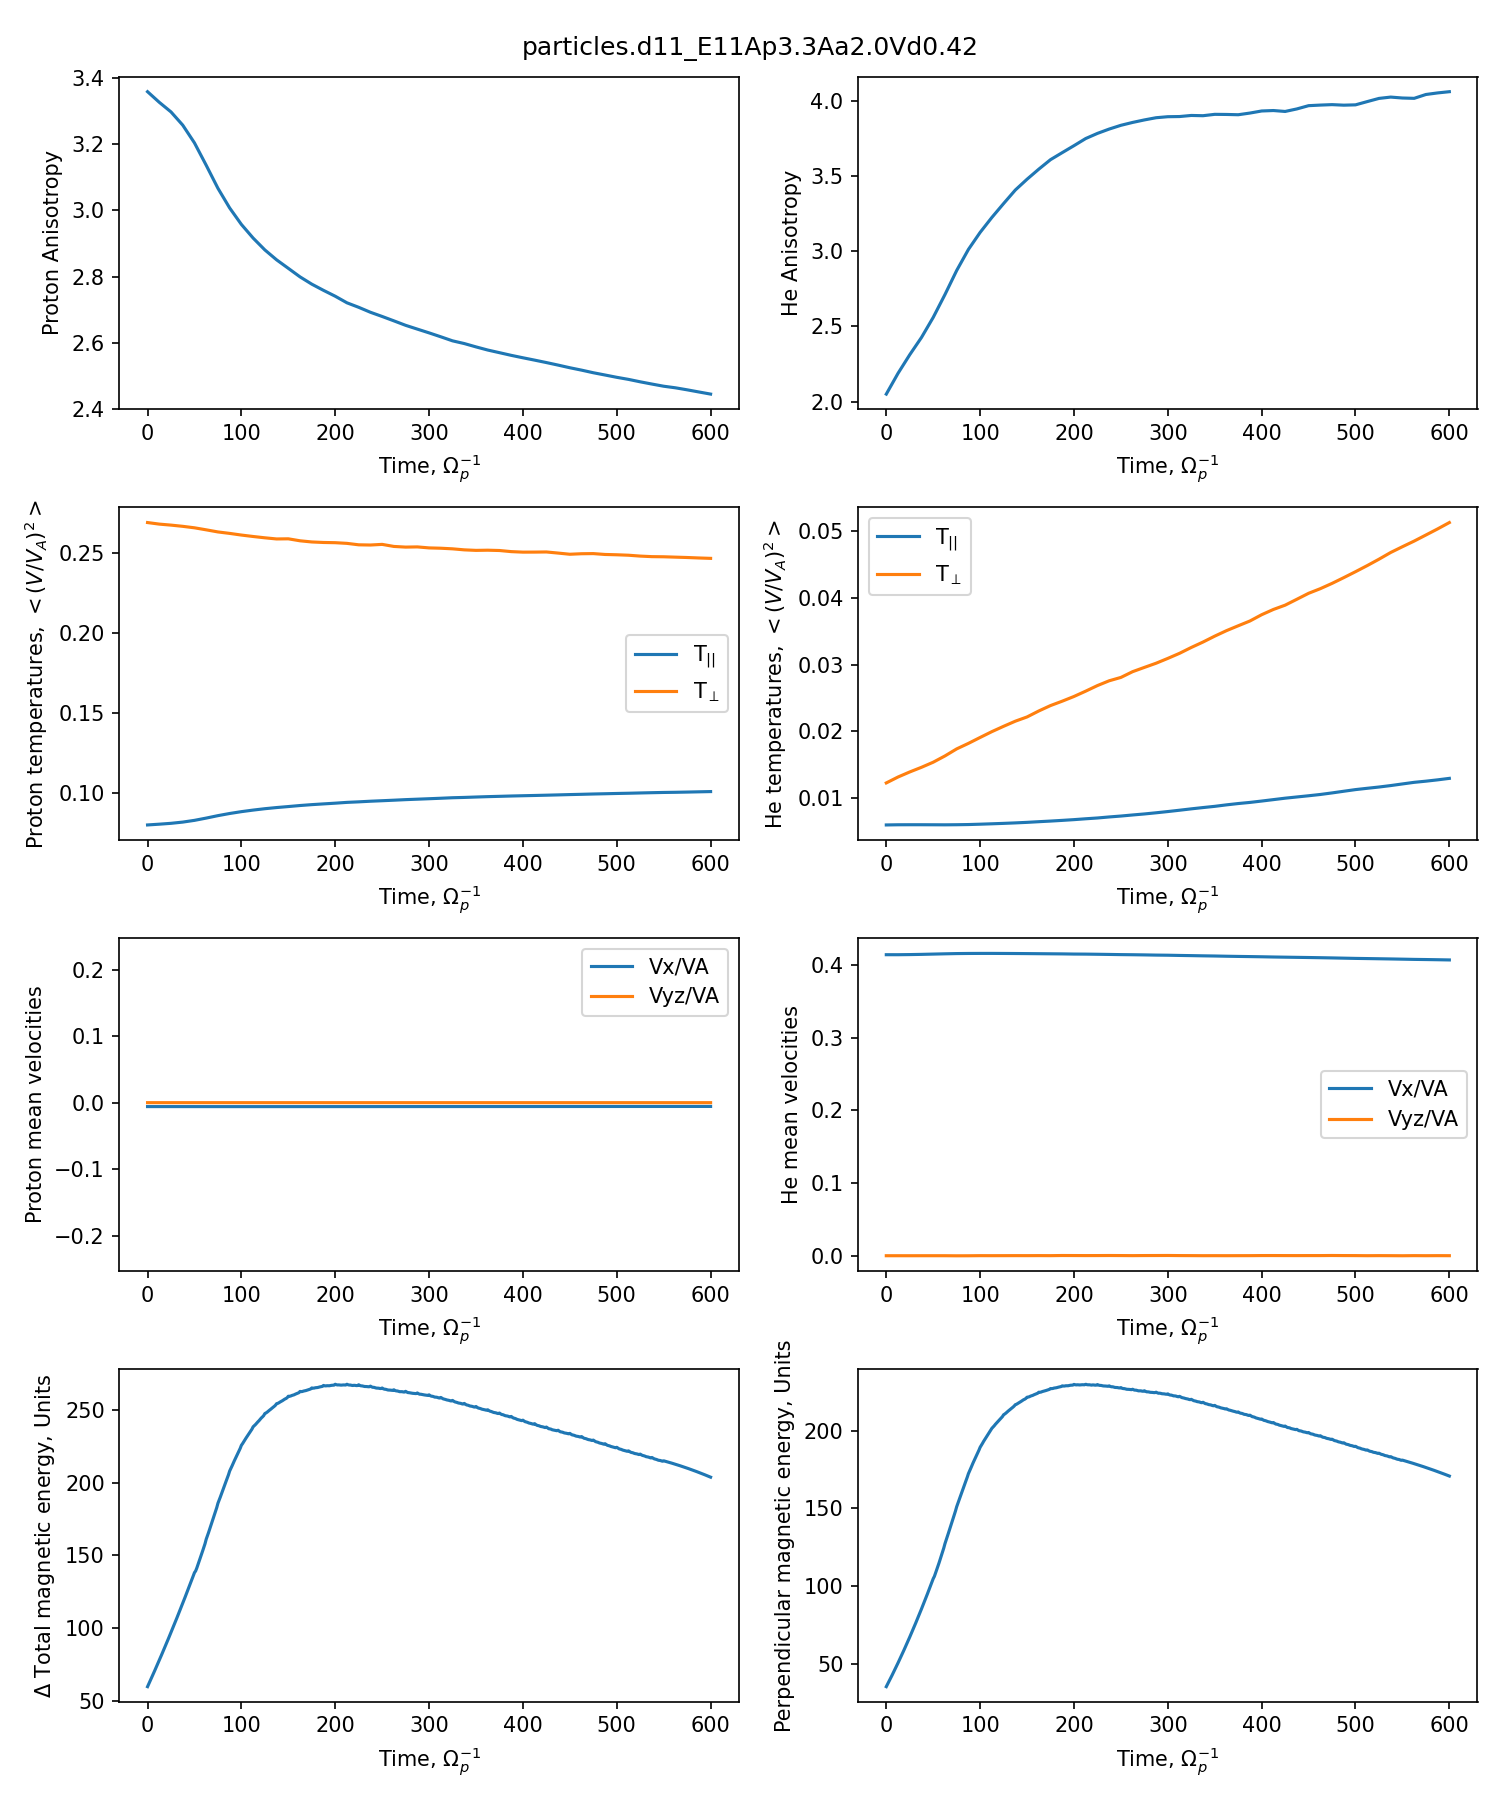 particles.d11_E11Ap3.3Aa2.0Vd0.42
Proton Anisotropy
3.4
3.2
3.0
2.8
2.6
2.4
0 100 200 300 400 500 600
Time, Ω_p^{-1}
He Anisotropy
4.0
3.5
3.0
2.5
2.0
0 100 200 300 400 500 600
Time, Ω_p^{-1}
Proton temperatures, < (V/V_A)^2 >
0.25
0.20
0.15
0.10
T_{||}
T_⊥
0 100 200 300 400 500 600
Time, Ω_p^{-1}
He temperatures, < (V/V_A)^2 >
0.05
0.04
0.03
0.02
0.01
T_{||}
T_⊥
0 100 200 300 400 500 600
Time, Ω_p^{-1}
Proton mean velocities
0.2
0.1
0.0
−0.1
−0.2
Vx/VA
Vyz/VA
0 100 200 300 400 500 600
Time, Ω_p^{-1}
He mean velocities
0.4
0.3
0.2
0.1
0.0
Vx/VA
Vyz/VA
0 100 200 300 400 500 600
Time, Ω_p^{-1}
Δ Total magnetic energy, Units
250
200
150
100
50
0 100 200 300 400 500 600
Time, Ω_p^{-1}
Perpendicular magnetic energy, Units
200
150
100
50
0 100 200 300 400 500 600
Time, Ω_p^{-1}